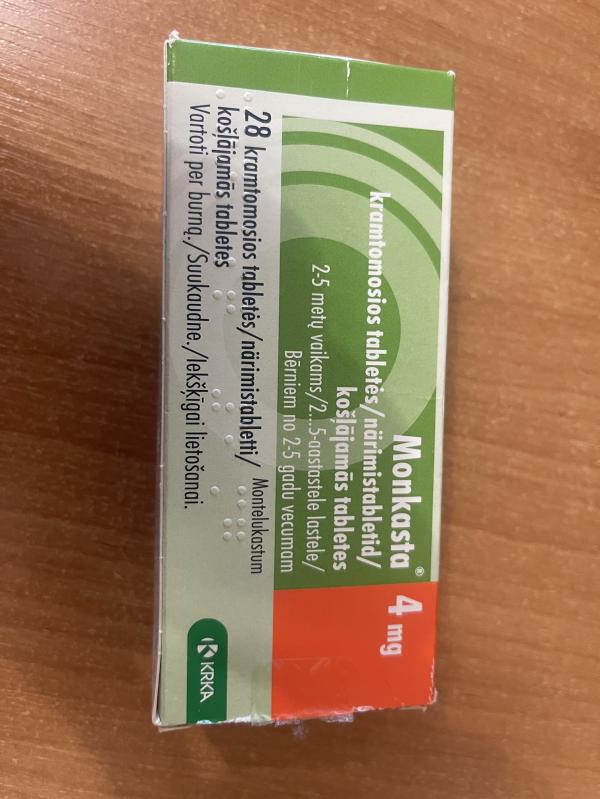 Monkasta® 4 mg
kramtomosios tabletės/närimistabletid/
košļājamās tabletes
2-5 metų vaikams/2...5-aastastele lastele/
Bērniem no 2-5 gadu vecumam
Montelukastum
28 kramtomosios tabletės/närimistabletti/
košļājamās tabletes
Vartoti per burną./Suukaudne./Iekšķīgai lietošanai.
KRKA